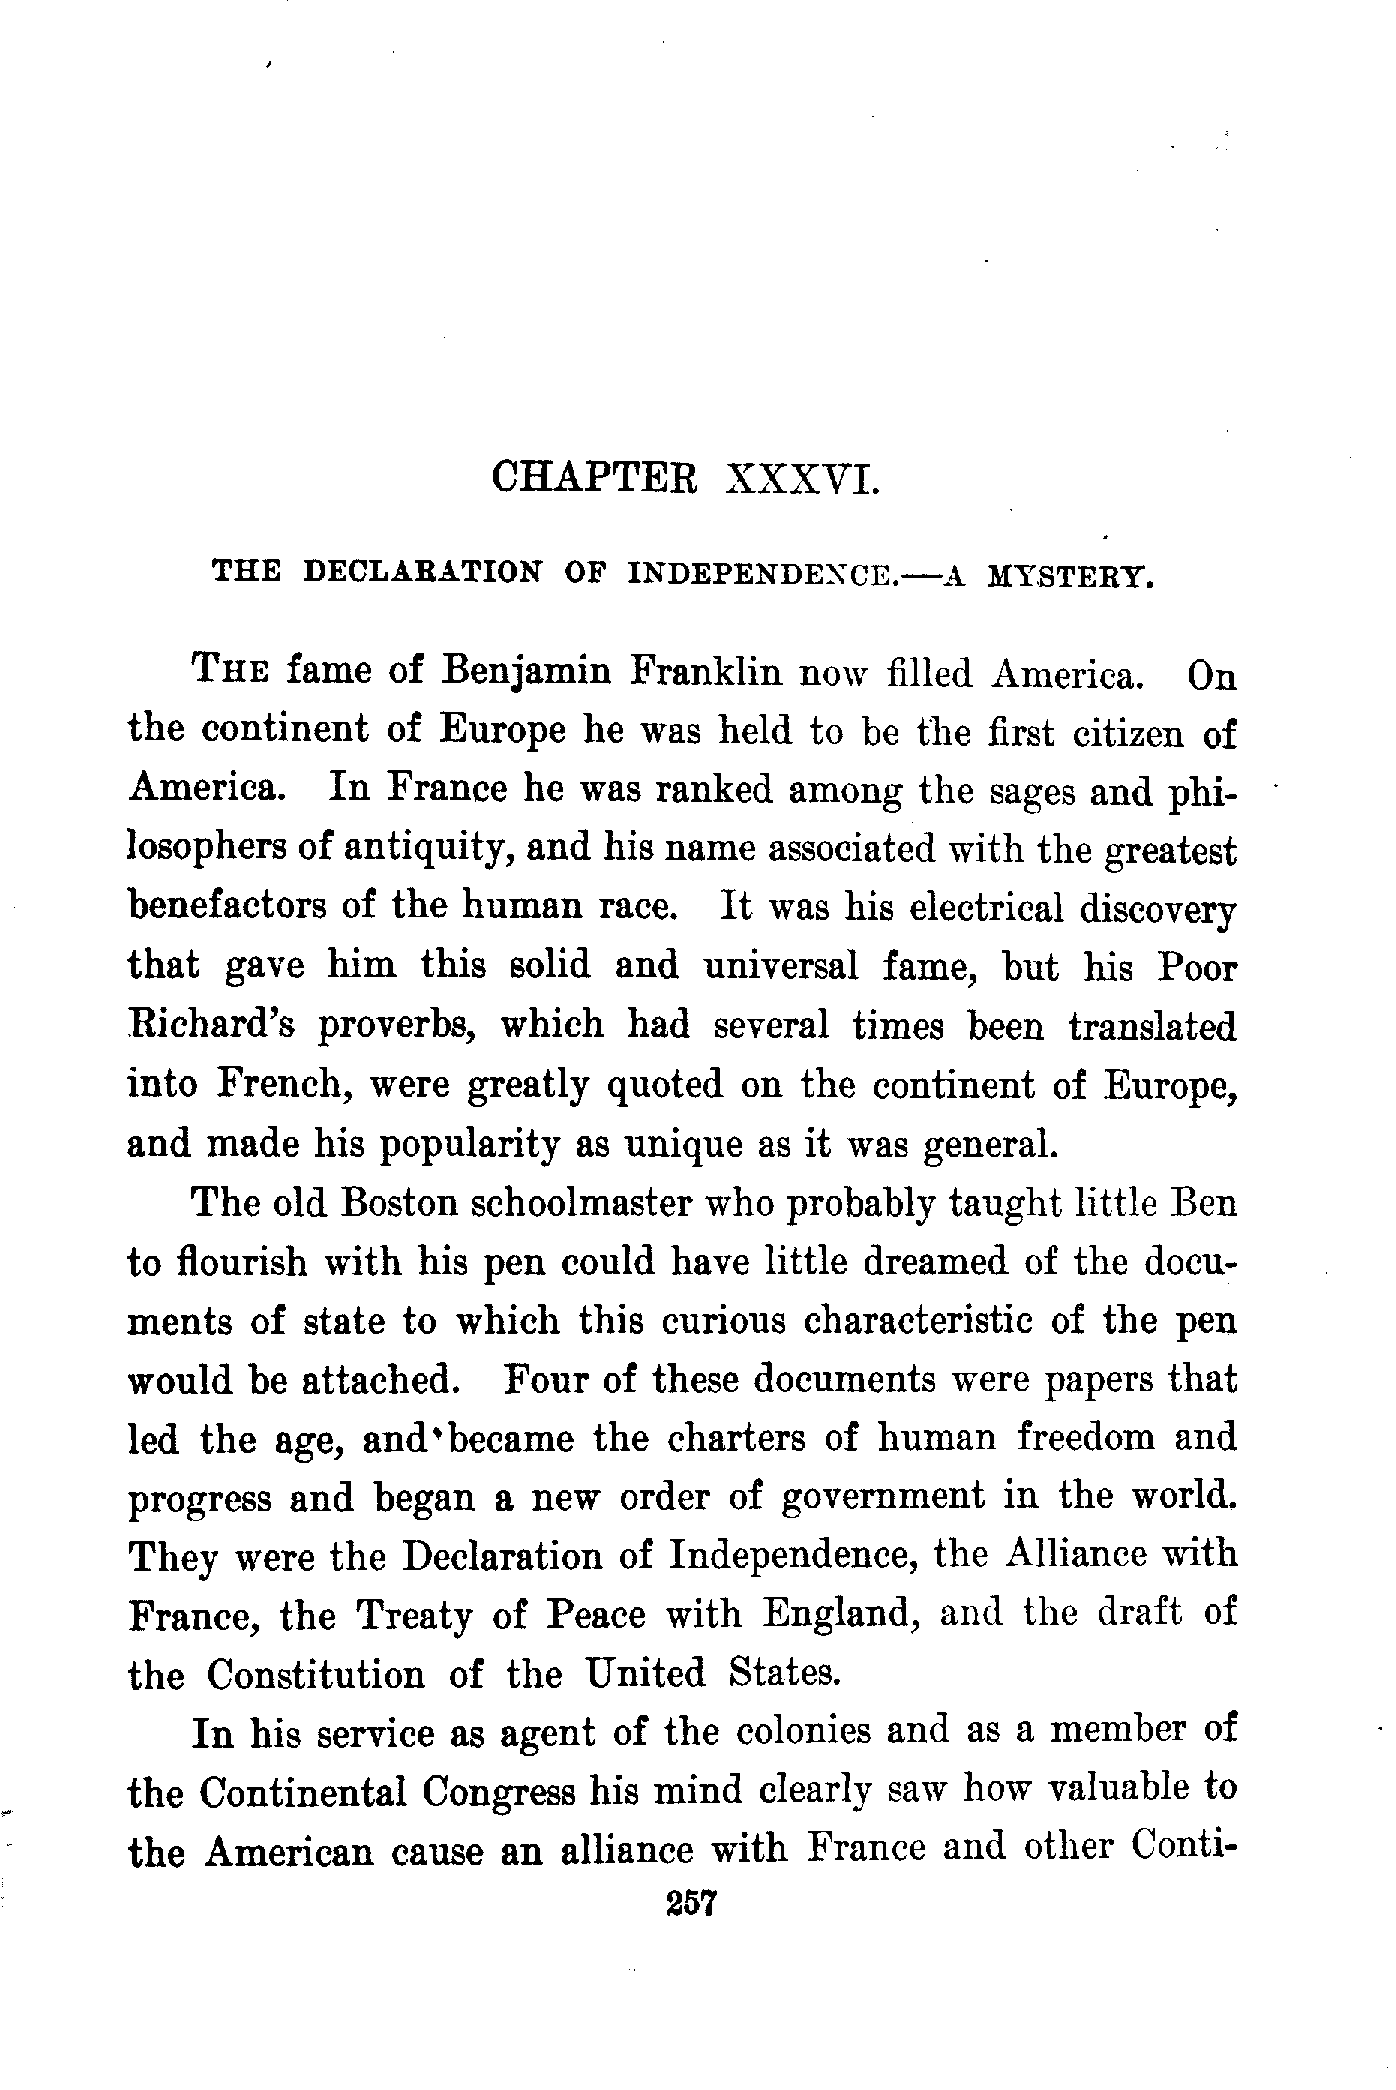 CHAPTER XXXVI.
THE DECLARATION OF INDEPENDENCE.—A MYSTERY.
THE fame of Benjamin Franklin now filled America. On
the continent of Europe he was held to be the first citizen of
America. In France he was ranked among the sages and phi-
losophers of antiquity, and his name associated with the greatest
benefactors of the human race. It was his electrical discovery
that gave him this solid and universal fame, but his Poor
Richard's proverbs, which had several times been translated
into French, were greatly quoted on the continent of Europe,
and made his popularity as unique as it was general.
The old Boston schoolmaster who probably taught little Ben
to flourish with his pen could have little dreamed of the docu-
ments of state to which this curious characteristic of the pen
would be attached. Four of these documents were papers that
led the age, and became the charters of human freedom and
progress and began a new order of government in the world.
They were the Declaration of Independence, the Alliance with
France, the Treaty of Peace with England, and the draft of
the Constitution of the United States.
In his service as agent of the colonies and as a member of
the Continental Congress his mind clearly saw how valuable to
the American cause an alliance with France and other Conti-
257